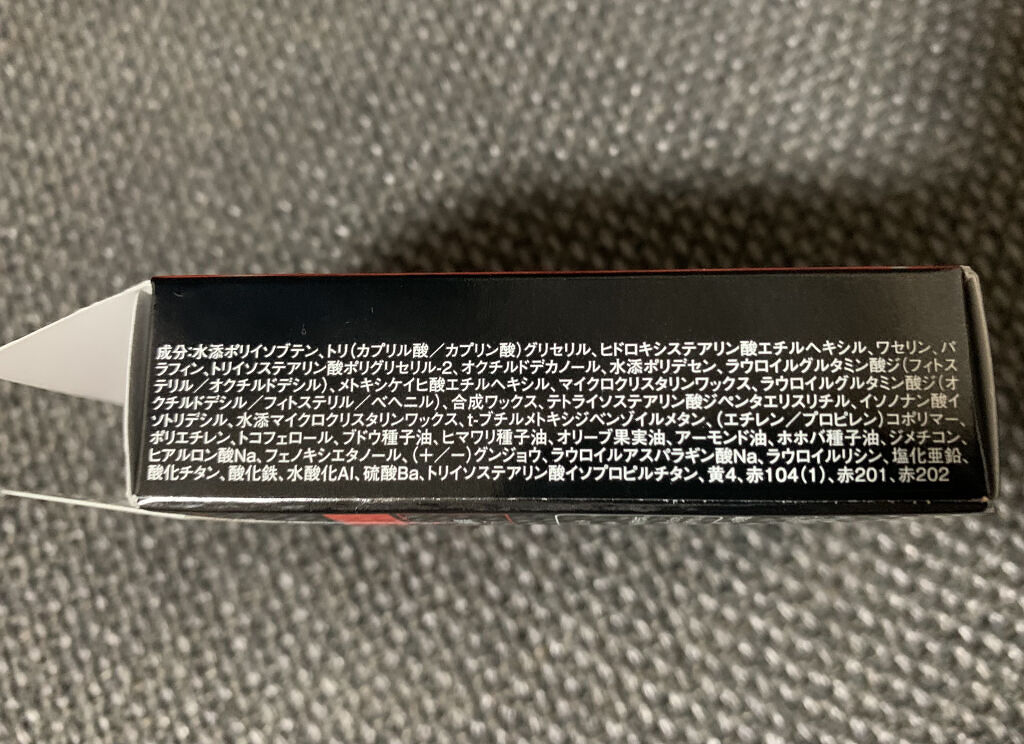 成分:水添ポリイソブテン、トリ(カプリル酸/カプリン酸)グリセリル、ヒドロキシステアリン酸エチルヘキシル、ワセリン、パ
ラフィン、トリイソステアリン酸ポリグリセリル-2、オクチルドデカノール、水添ポリデセン、ラウロイルグルタミン酸ジ(フィトス
テリル/オクチルドデシル)、メトキシケイヒ酸エチルヘキシル、マイクロクリスタリンワックス、ラウロイルグルタミン酸ジ(オ
クチルドデシル/フィトステリル/ベヘニル)、合成ワックス、テトライソステアリン酸ジペンタエリスリチル、イソノナン酸イ
ソトリデシル、水添マイクロクリスタリンワックス、t-ブチルメトキシジベンゾイルメタン、(エチレン/プロピレン)コポリマー、
ポリエチレン、トコフェロール、ブドウ種子油、ヒマワリ種子油、オリーブ果実油、アーモンド油、ホホバ種子油、ジメチコン、
ヒアルロン酸Na、フェノキシエタノール、(+/-)グンジョウ、ラウロイルアスパラギン酸Na、ラウロイルリシン、塩化亜鉛、
酸化チタン、酸化鉄、水酸化Al、硫酸Ba、トリイソステアリン酸イソプロピルチタン、黄4、赤104(1)、赤201、赤202